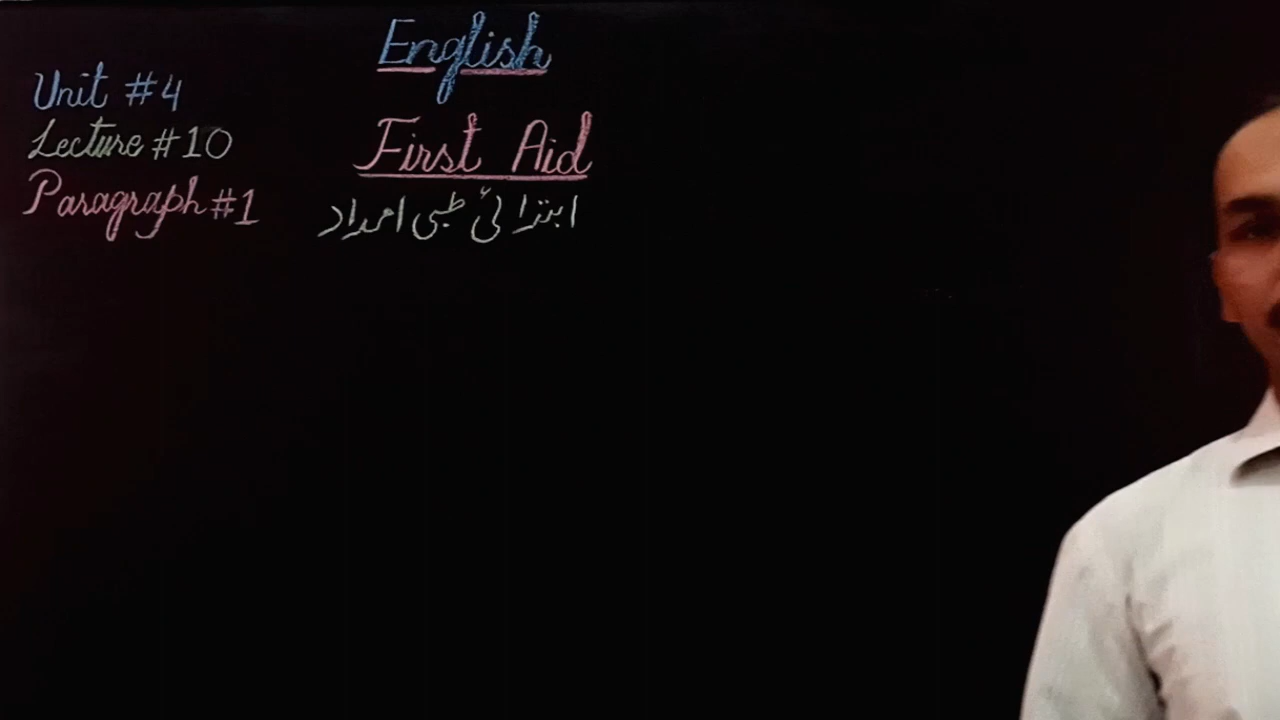 English
Unit #4
Lecture #10
Paragraph #1
First Aid
ابتدائی طبی امداد